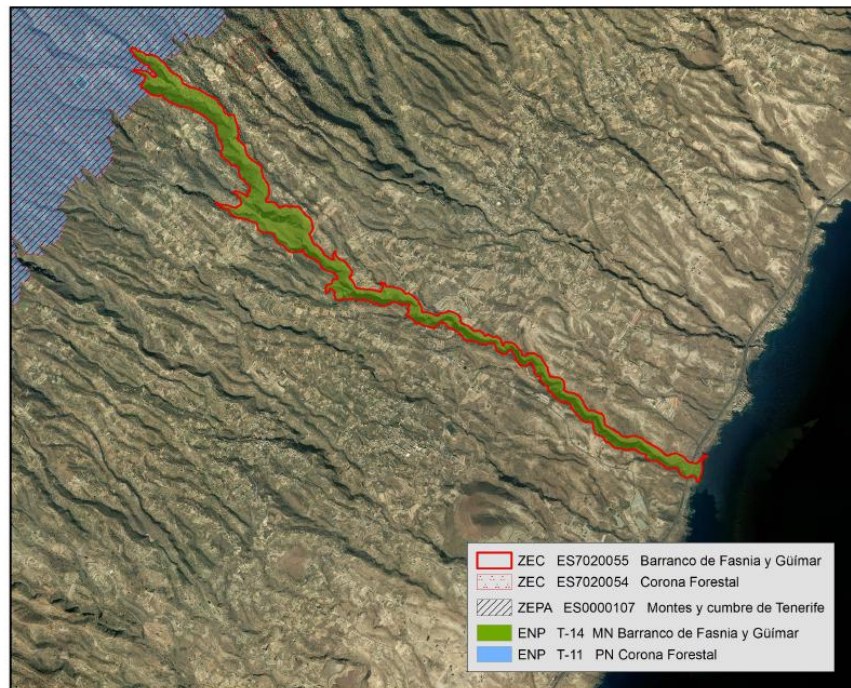 ZEC ES7020055 Barranco de Fasnia y Güímar
ZEC ES7020054 Corona Forestal
ZEPA ES0000107 Montes y cumbre de Tenerife
ENP T-14 MN Barranco de Fasnia y Güímar
ENP T-11 PN Corona Forestal